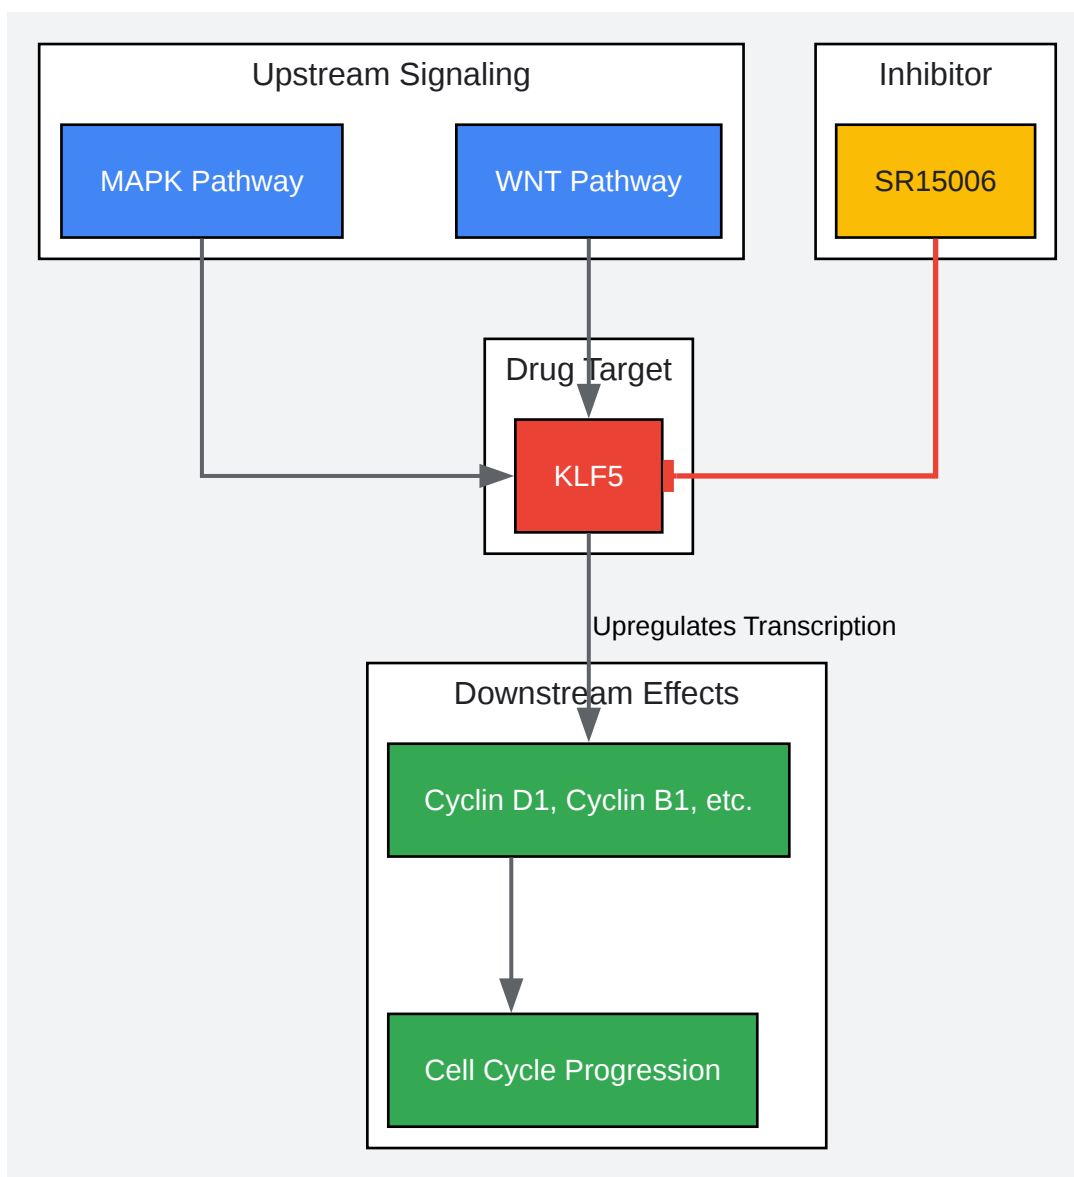 Upstream Signaling
Inhibitor
MAPK Pathway
WNT Pathway
SR15006
Drug Target
KLF5
Upregulates Transcription
Downstream Effects
Cyclin D1, Cyclin B1, etc.
Cell Cycle Progression